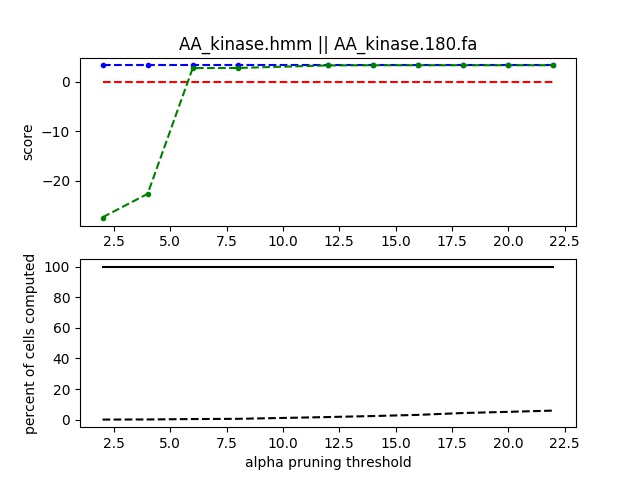 AA_kinase.hmm || AA_kinase.180.fa
score
0
−10
−20
2.5 5.0 7.5 10.0 12.5 15.0 17.5 20.0 22.5
percent of cells computed
100
80
60
40
20
0
2.5 5.0 7.5 10.0 12.5 15.0 17.5 20.0 22.5
alpha pruning threshold